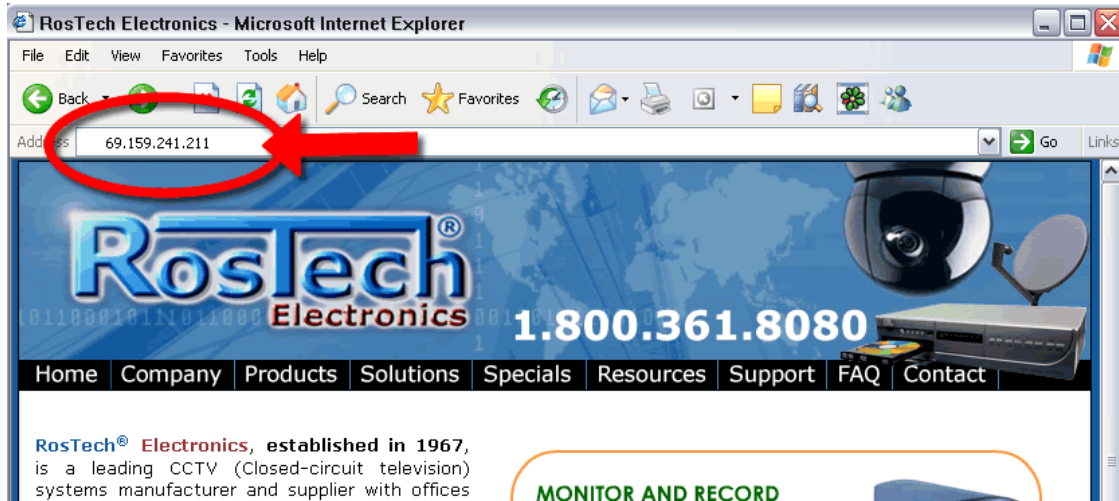 RosTech Electronics - Microsoft Internet Explorer
File Edit View Favorites Tools Help
Back Search Favorites
Address 69.159.241.211 Go Links
RosTech®
Electronics
1.800.361.8080
Home Company Products Solutions Specials Resources Support FAQ Contact
RosTech® Electronics, established in 1967,
is a leading CCTV (Closed-circuit television)
systems manufacturer and supplier with offices
MONITOR AND RECORD